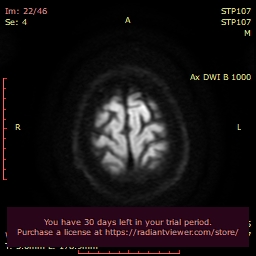 Im: 22/46
Se: 4
A
STP107
STP107
M
Ax DWI B 1000
R
L
You have 30 days left in your trial period.
Purchase a license at https://radiantviewer.com/store/